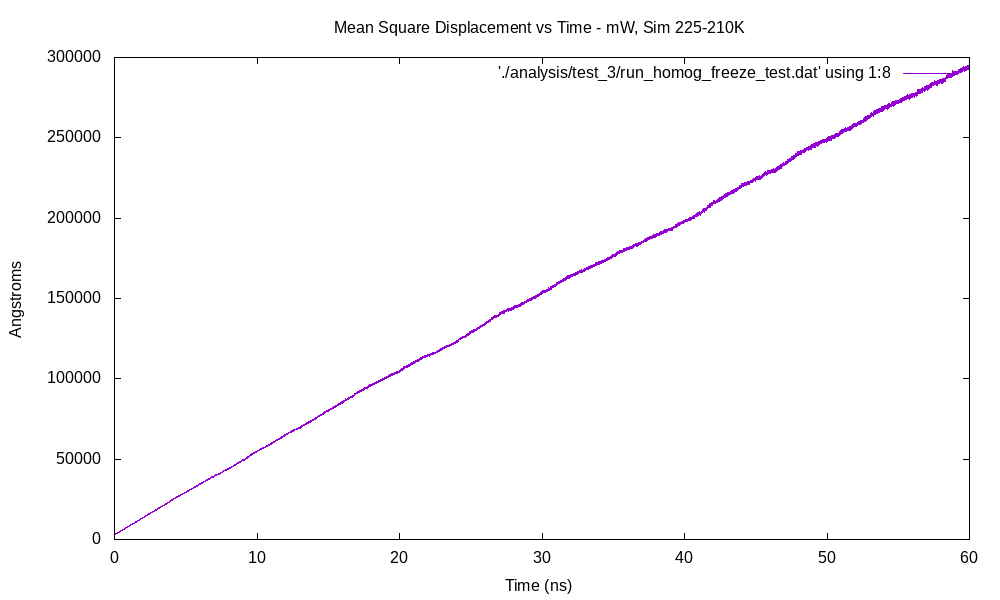 Mean Square Displacement vs Time - mW, Sim 225-210K
'./analysis/test_3/run_homog_freeze_test.dat' using 1:8
300000
250000
200000
150000
100000
50000
0
Angstroms
0 10 20 30 40 50 60
Time (ns)